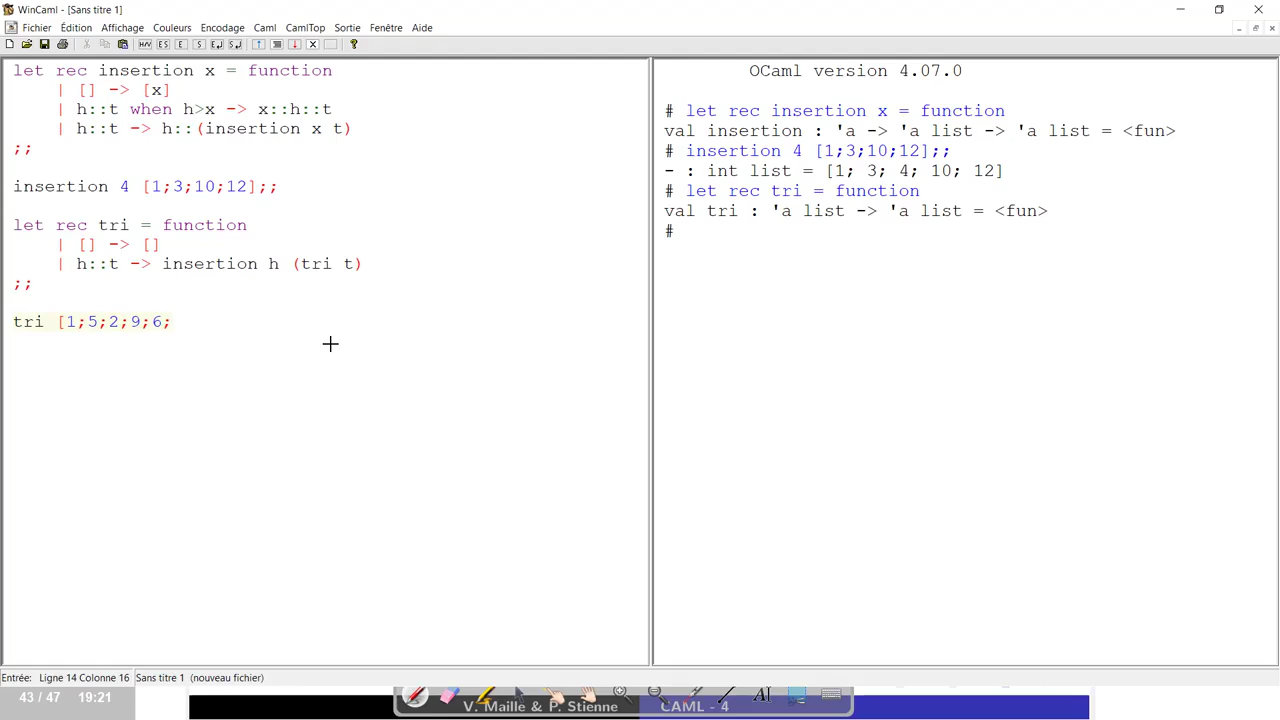 WinCaml - [Sans titre 1]
Fichier Édition Affichage Couleurs Encodage Caml CamlTop Sortie Fenêtre Aide
let rec insertion x = function
| [] -> [x]
| h::t when h>x -> x::h::t
| h::t -> h::(insertion x t)
;;
insertion 4 [1;3;10;12];;
let rec tri = function
| [] -> []
| h::t -> insertion h (tri t)
;;
tri [1;5;2;9;6;
OCaml version 4.07.0
# let rec insertion x = function
val insertion : 'a -> 'a list -> 'a list = <fun>
# insertion 4 [1;3;10;12];;
- : int list = [1; 3; 4; 10; 12]
# let rec tri = function
val tri : 'a list -> 'a list = <fun>
#
Entrée: Ligne 14 Colonne 16 Sans titre 1 (nouveau fichier)
43 / 47 19:21
V. Maille & P. Stienne CAML - 4